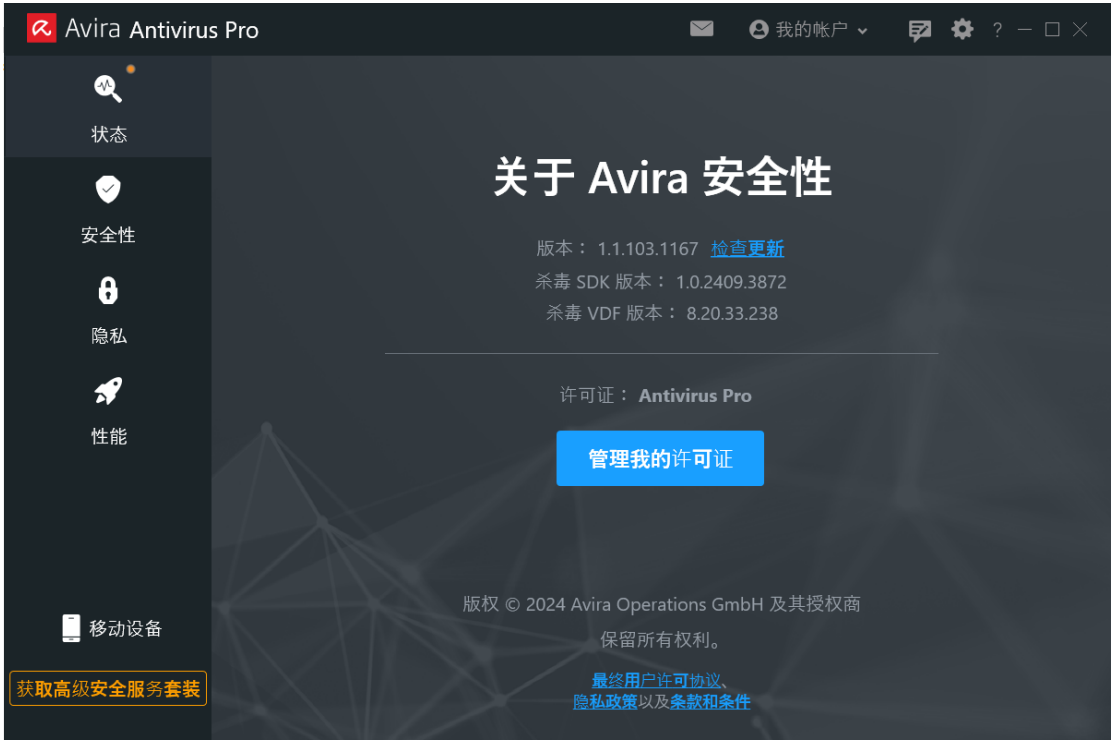 Avira Antivirus Pro
我的帐户
?
状态
安全性
隐私
性能
移动设备
获取高级安全服务套装
关于 Avira 安全性
版本： 1.1.103.1167 检查更新
杀毒 SDK 版本： 1.0.2409.3872
杀毒 VDF 版本： 8.20.33.238
许可证： Antivirus Pro
管理我的许可证
版权 © 2024 Avira Operations GmbH 及其授权商
保留所有权利。
最终用户许可协议、
隐私政策以及条款和条件